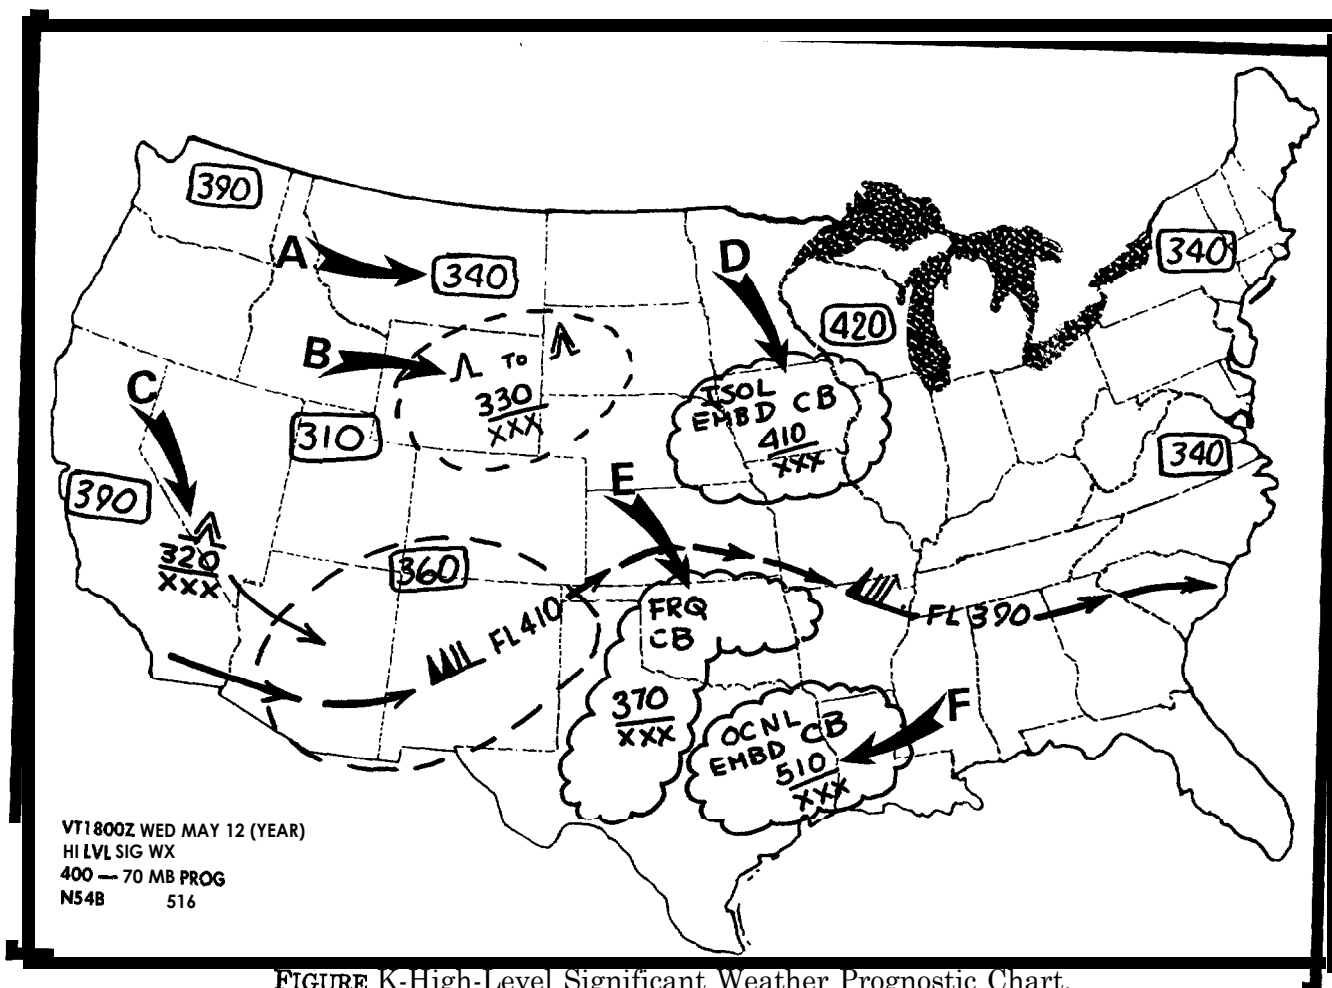 390
A
340
D
340
420
B
TO
330
XXX
C
310
ISOL
EMBD CB
410
XXX
340
390
E
320
XXX
360
FL 410
FRQ
CB
FL 390
370
XXX
F
OCNL CB
EMBD
510
XXX
VT1800Z WED MAY 12 (YEAR)
HI LVL SIG WX
400 — 70 MB PROG
N54B 516
FIGURE K-High-Level Significant Weather Prognostic Chart.